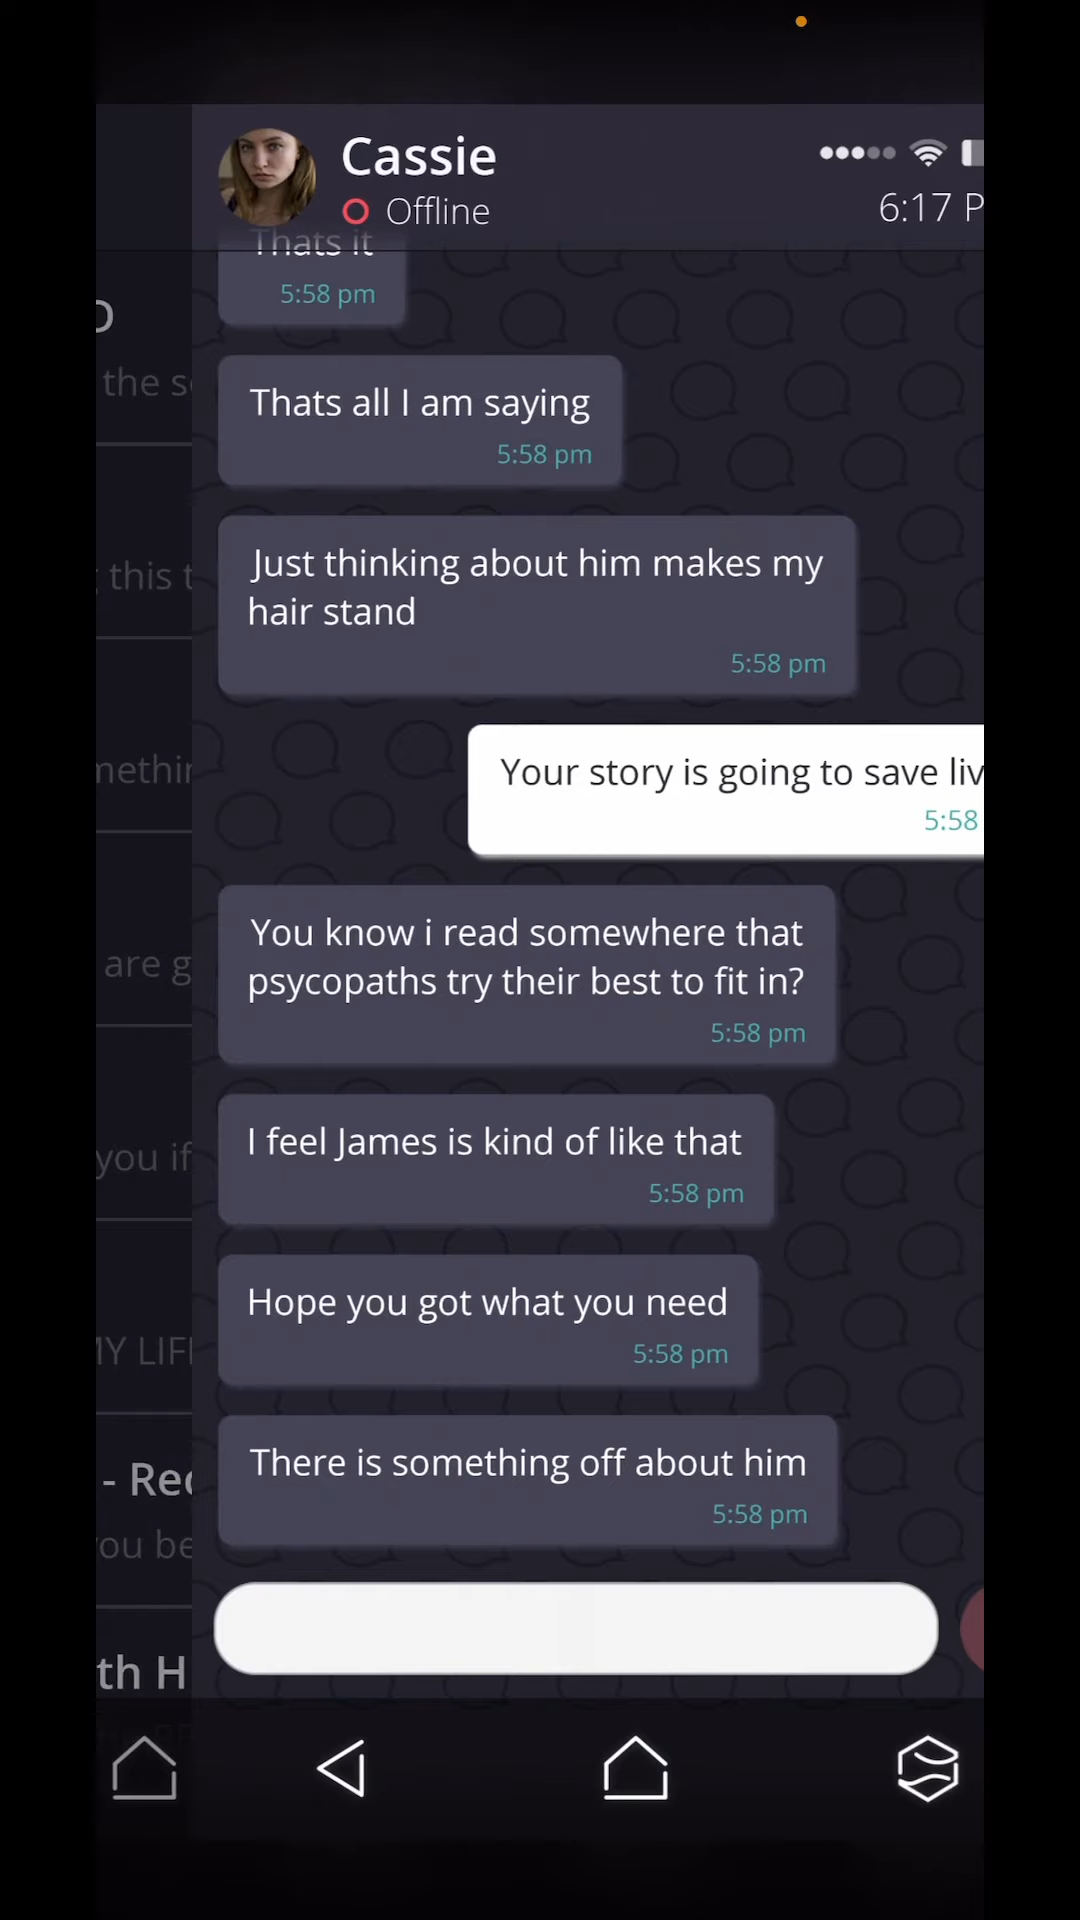 Cassie
Offline
6:17 P
Thats it
5:58 pm
Thats all I am saying
5:58 pm
Just thinking about him makes my
hair stand
5:58 pm
Your story is going to save liv
5:58
You know i read somewhere that
psycopaths try their best to fit in?
5:58 pm
I feel James is kind of like that
5:58 pm
Hope you got what you need
5:58 pm
There is something off about him
5:58 pm
the s
this t
methin
are g
you if
MY LIF
- Rec
ou be
th H